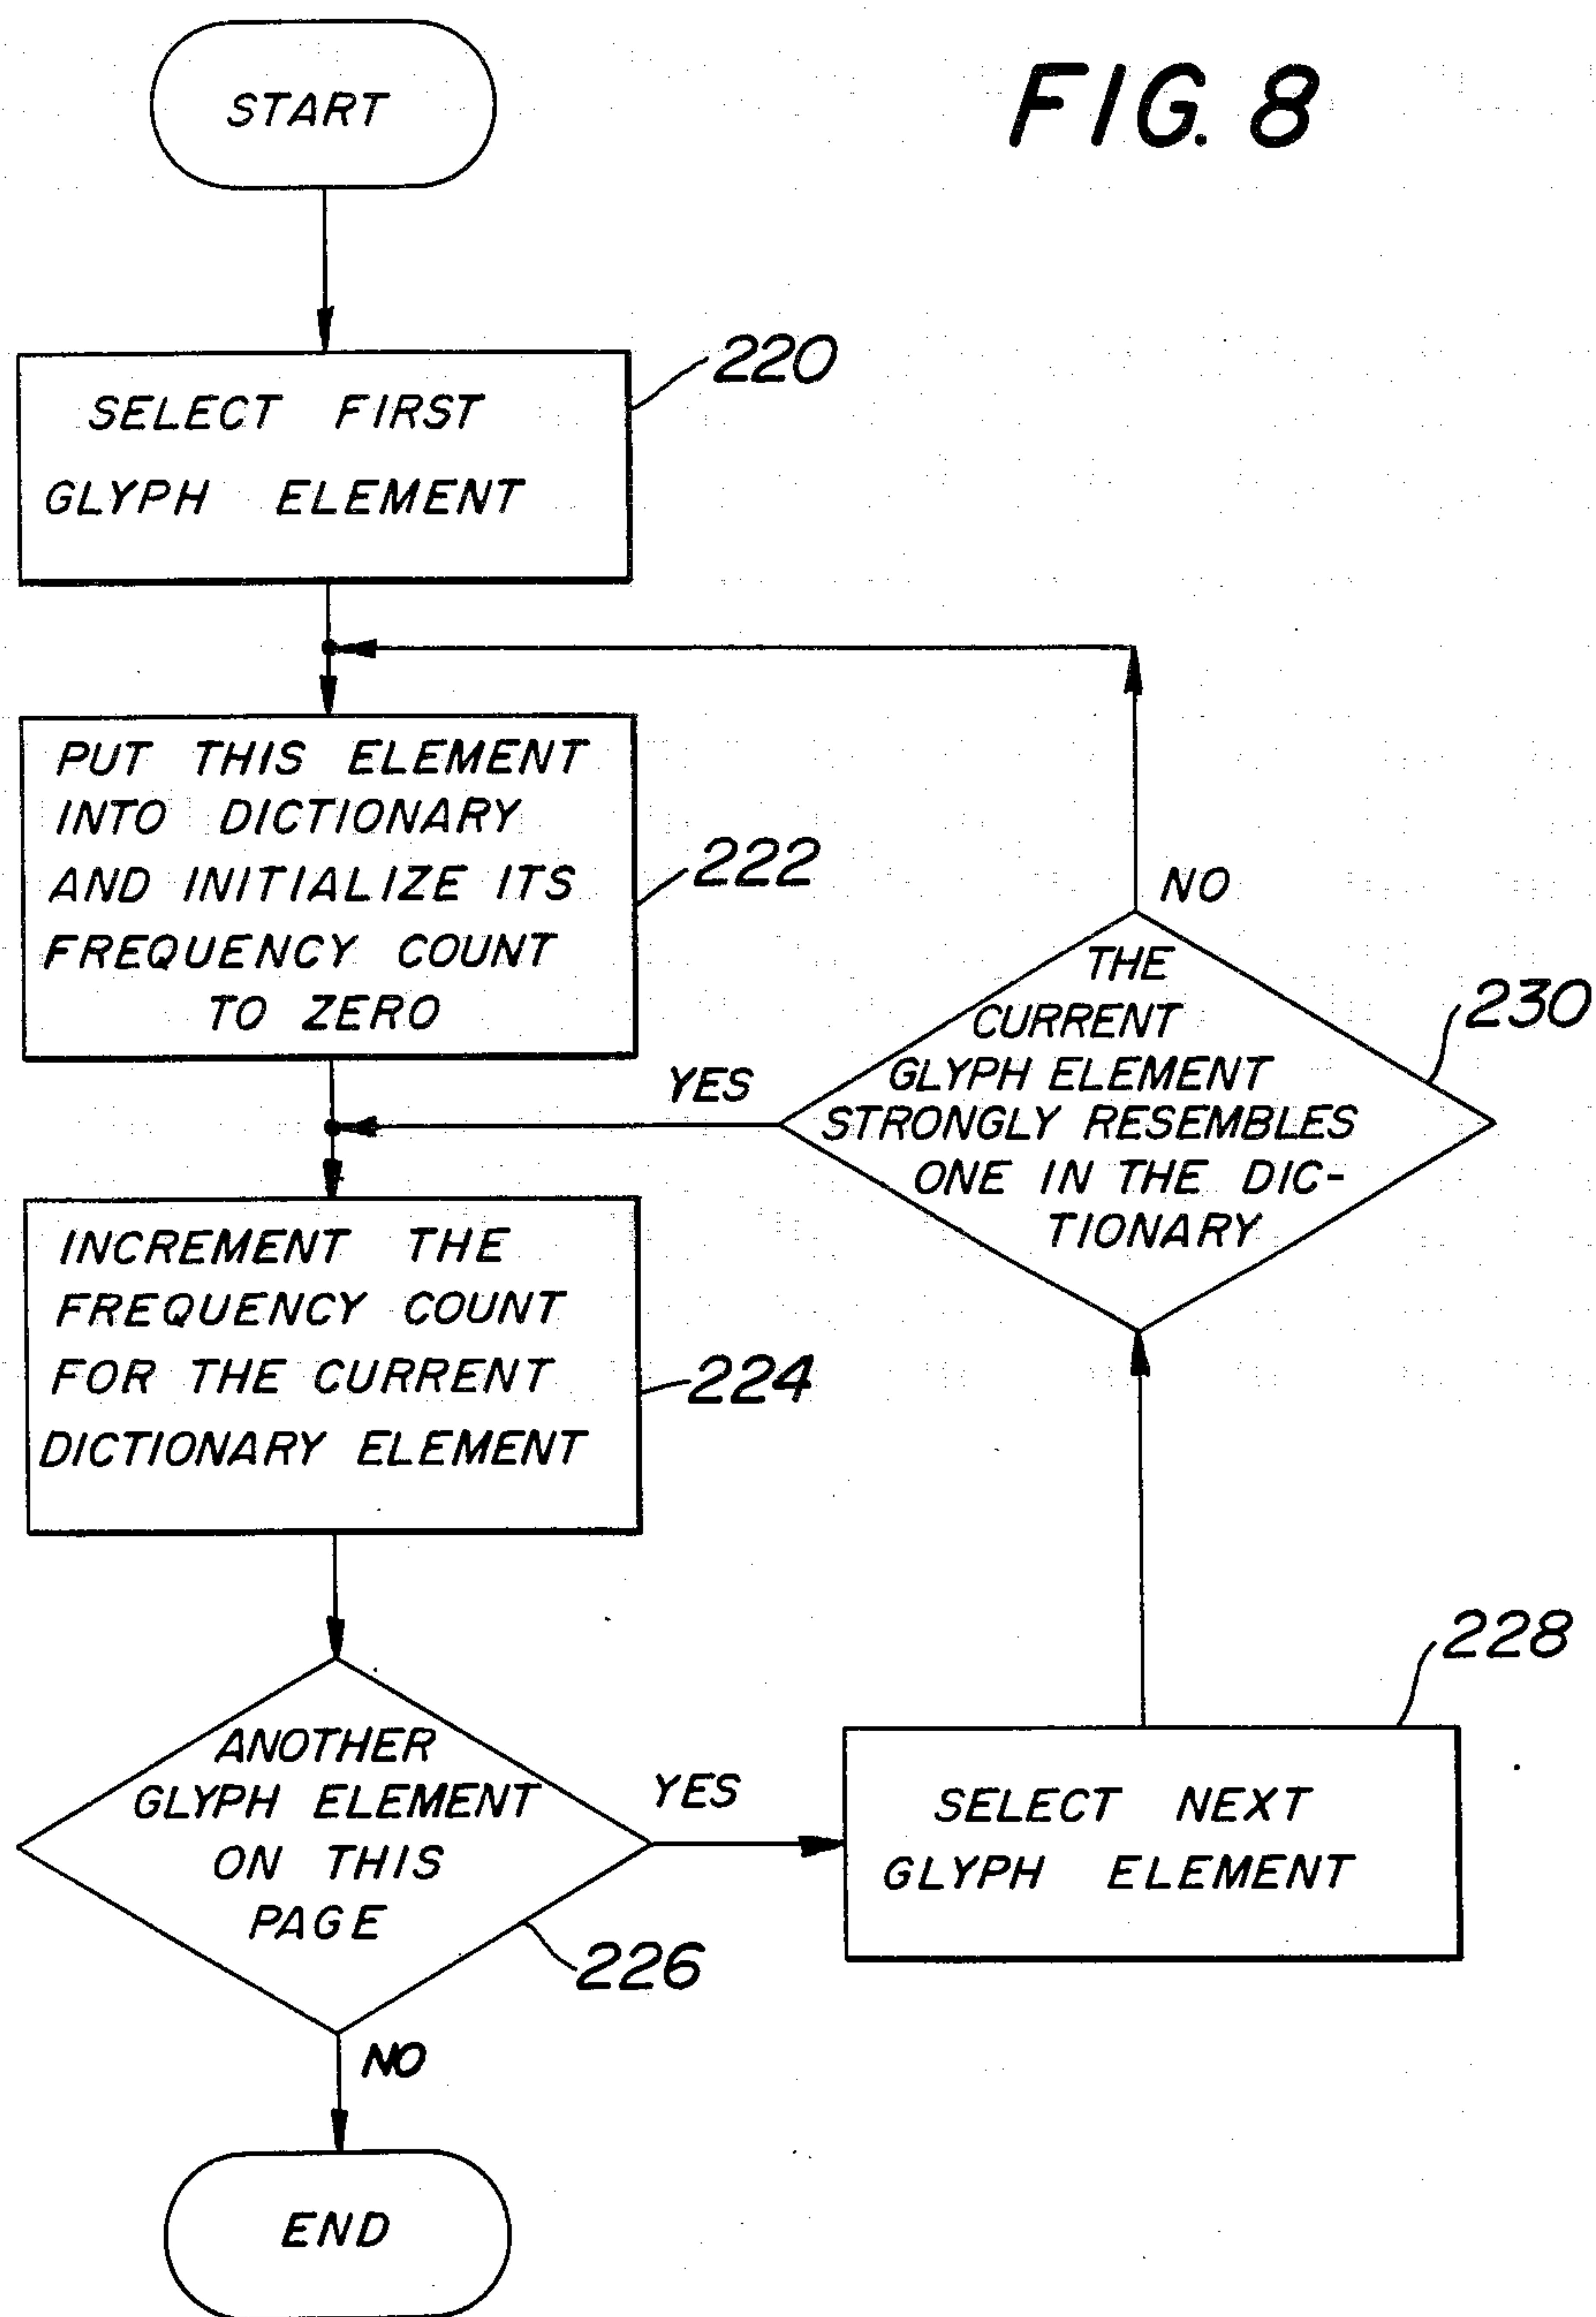 FIG. 8
START
220
SELECT FIRST
GLYPH ELEMENT
222
PUT THIS ELEMENT
INTO DICTIONARY
AND INITIALIZE ITS
FREQUENCY COUNT
TO ZERO
NO
230
THE
CURRENT
GLYPH ELEMENT
STRONGLY RESEMBLES
ONE IN THE DIC-
TIONARY
YES
INCREMENT THE
FREQUENCY COUNT
FOR THE CURRENT
DICTIONARY ELEMENT
224
ANOTHER
GLYPH ELEMENT
ON THIS
PAGE
226
YES
228
SELECT NEXT
GLYPH ELEMENT
NO
END